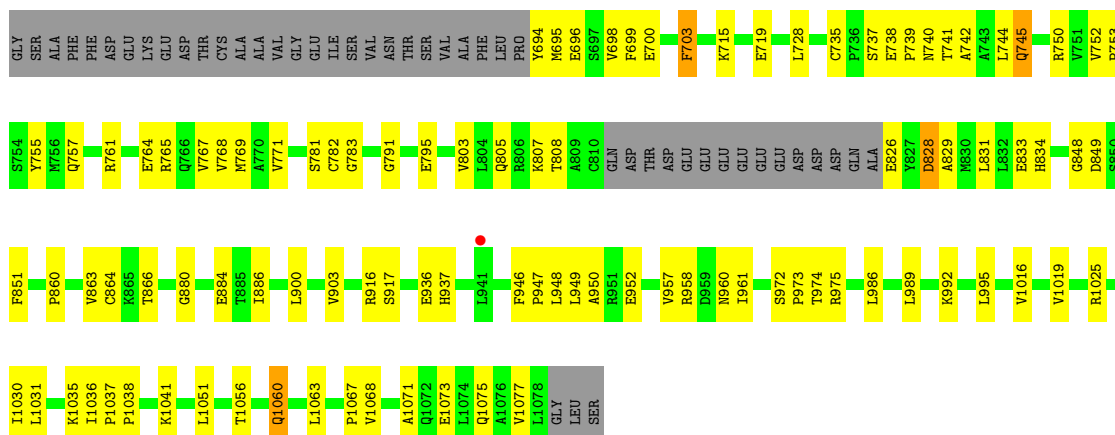 GLY SER ALA PHE PHE ASP GLU LYS GLU ASP THR CYS ALA ALA VAL GLY GLU ILE SER VAL ASN THR SER VAL ALA PHE LEU PRO Y694 M695 E696 S697 V698 F699 E700 F703 K715 E719 L728 C735 P736 S737 E738 P739 N740 T741 A742 A743 L744 Q745 R750 V751 V752 R753
S754 Y755 M756 Q757 R761 E764 R765 Q766 V767 V768 M769 A770 V771 S781 C782 G783 G791 E795 V803 L804 Q805 R806 K807 T808 A809 C810 GLN ASP THR ASP GLU GLU GLU GLU GLU ASP ASP ASP GLN ALA E826 Y827 D828 A829 M830 L831 L832 E833 H834 G848 D849 S850
F851 P860 V863 C864 K865 T866 G880 E884 T885 I886 L900 V903 R916 S917 E936 H937 L941 F946 P947 L948 L949 A950 R951 E952 V957 R958 D959 N960 I961 S972 P973 T974 R975 L986 L989 K992 L995 V1016 V1019 R1025
I1030 L1031 K1035 I1036 P1037 P1038 K1041 L1051 T1056 Q1060 L1063 P1067 V1068 A1071 Q1072 E1073 L1074 Q1075 A1076 V1077 L1078 GLY LEU SER